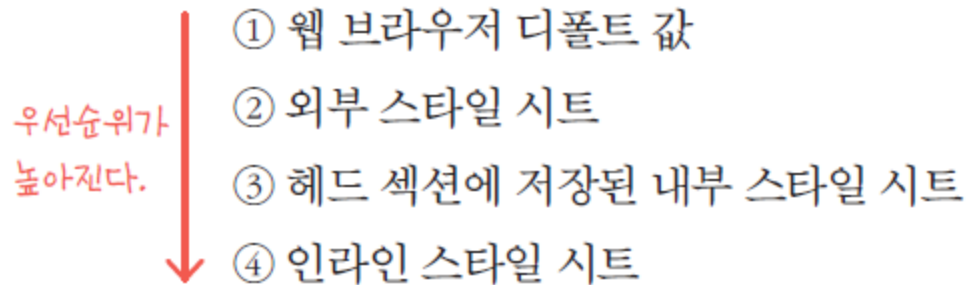 ① 웹 브라우저 디폴트 값
② 외부 스타일 시트
③ 헤드 섹션에 저장된 내부 스타일 시트
④ 인라인 스타일 시트
우선순위가
높아진다.